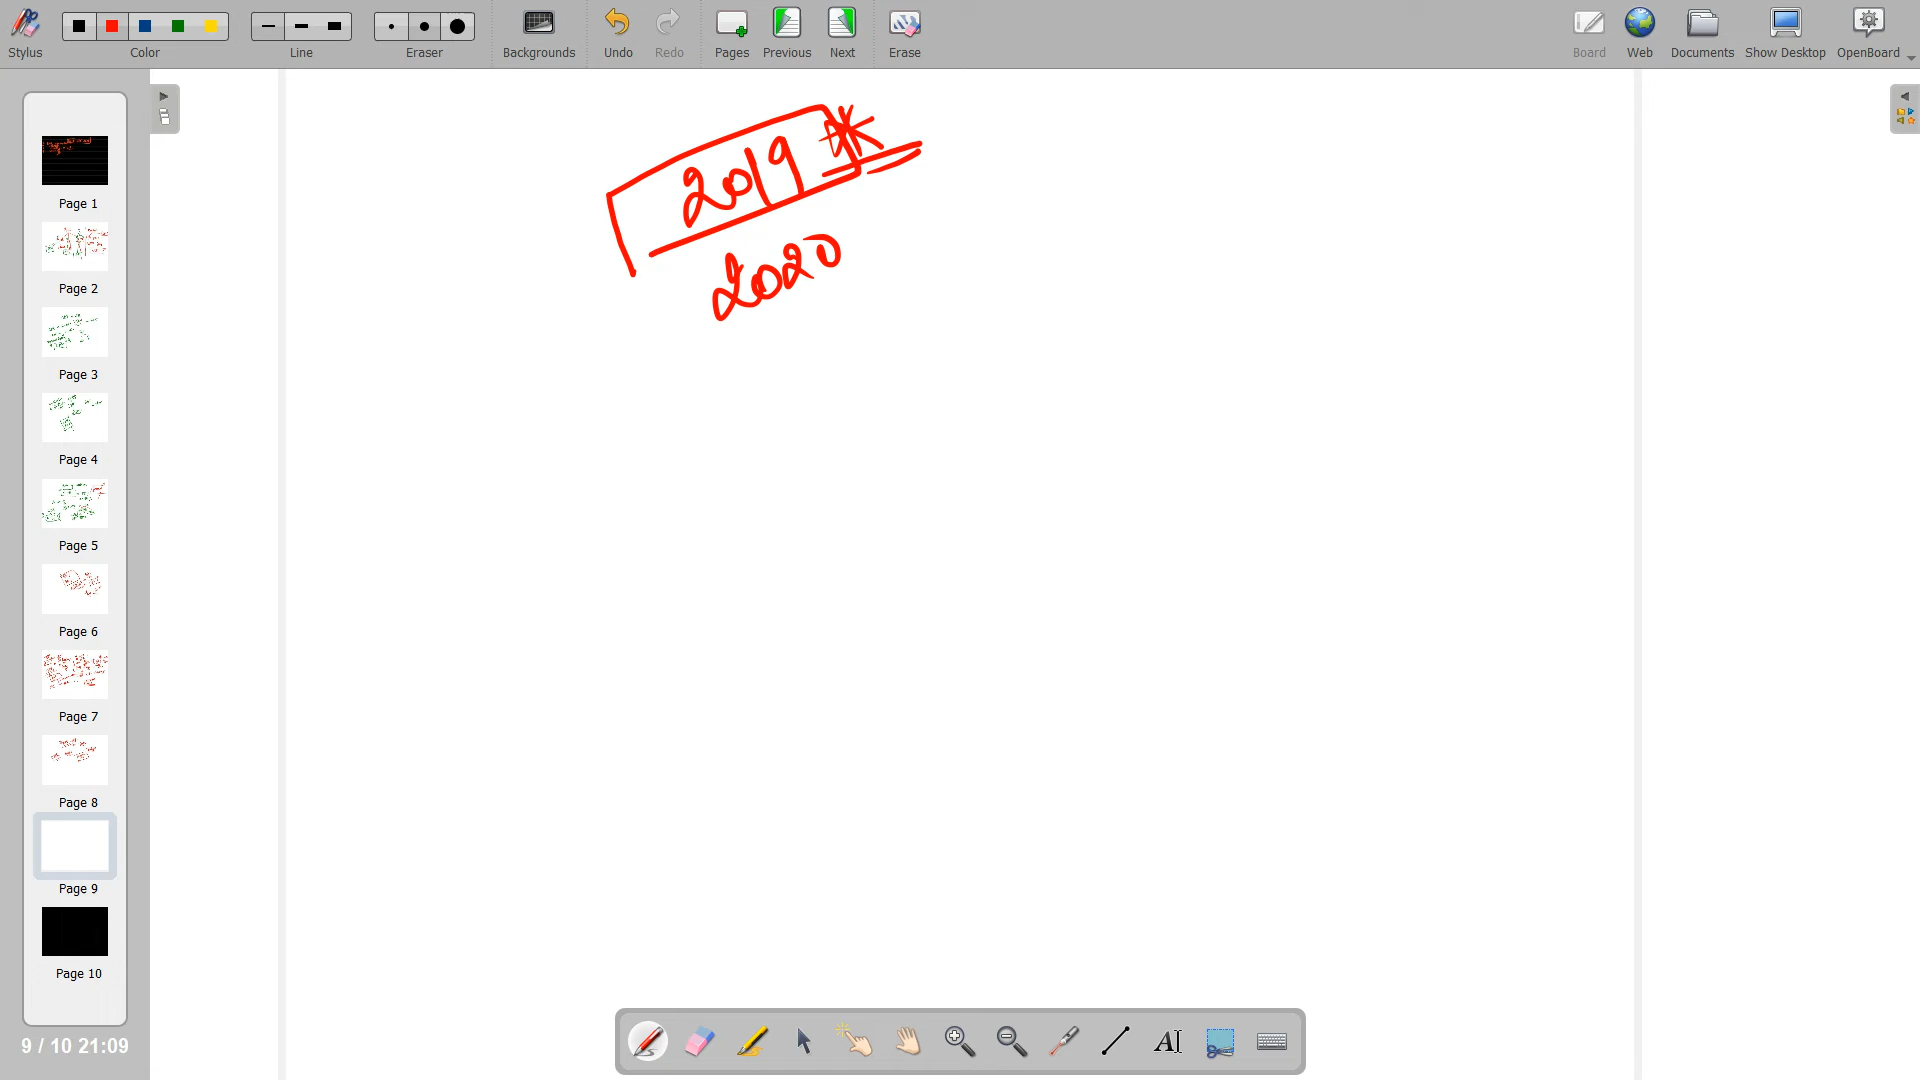 Stylus
Color
Line
Eraser
Backgrounds
Undo
Redo
Pages
Previous
Next
Erase
Board
Web
Documents
Show Desktop
OpenBoard
2019 *
2020
Page 1
Page 2
Page 3
Page 4
Page 5
Page 6
Page 7
Page 8
Page 9
Page 10
9 / 10 21:09